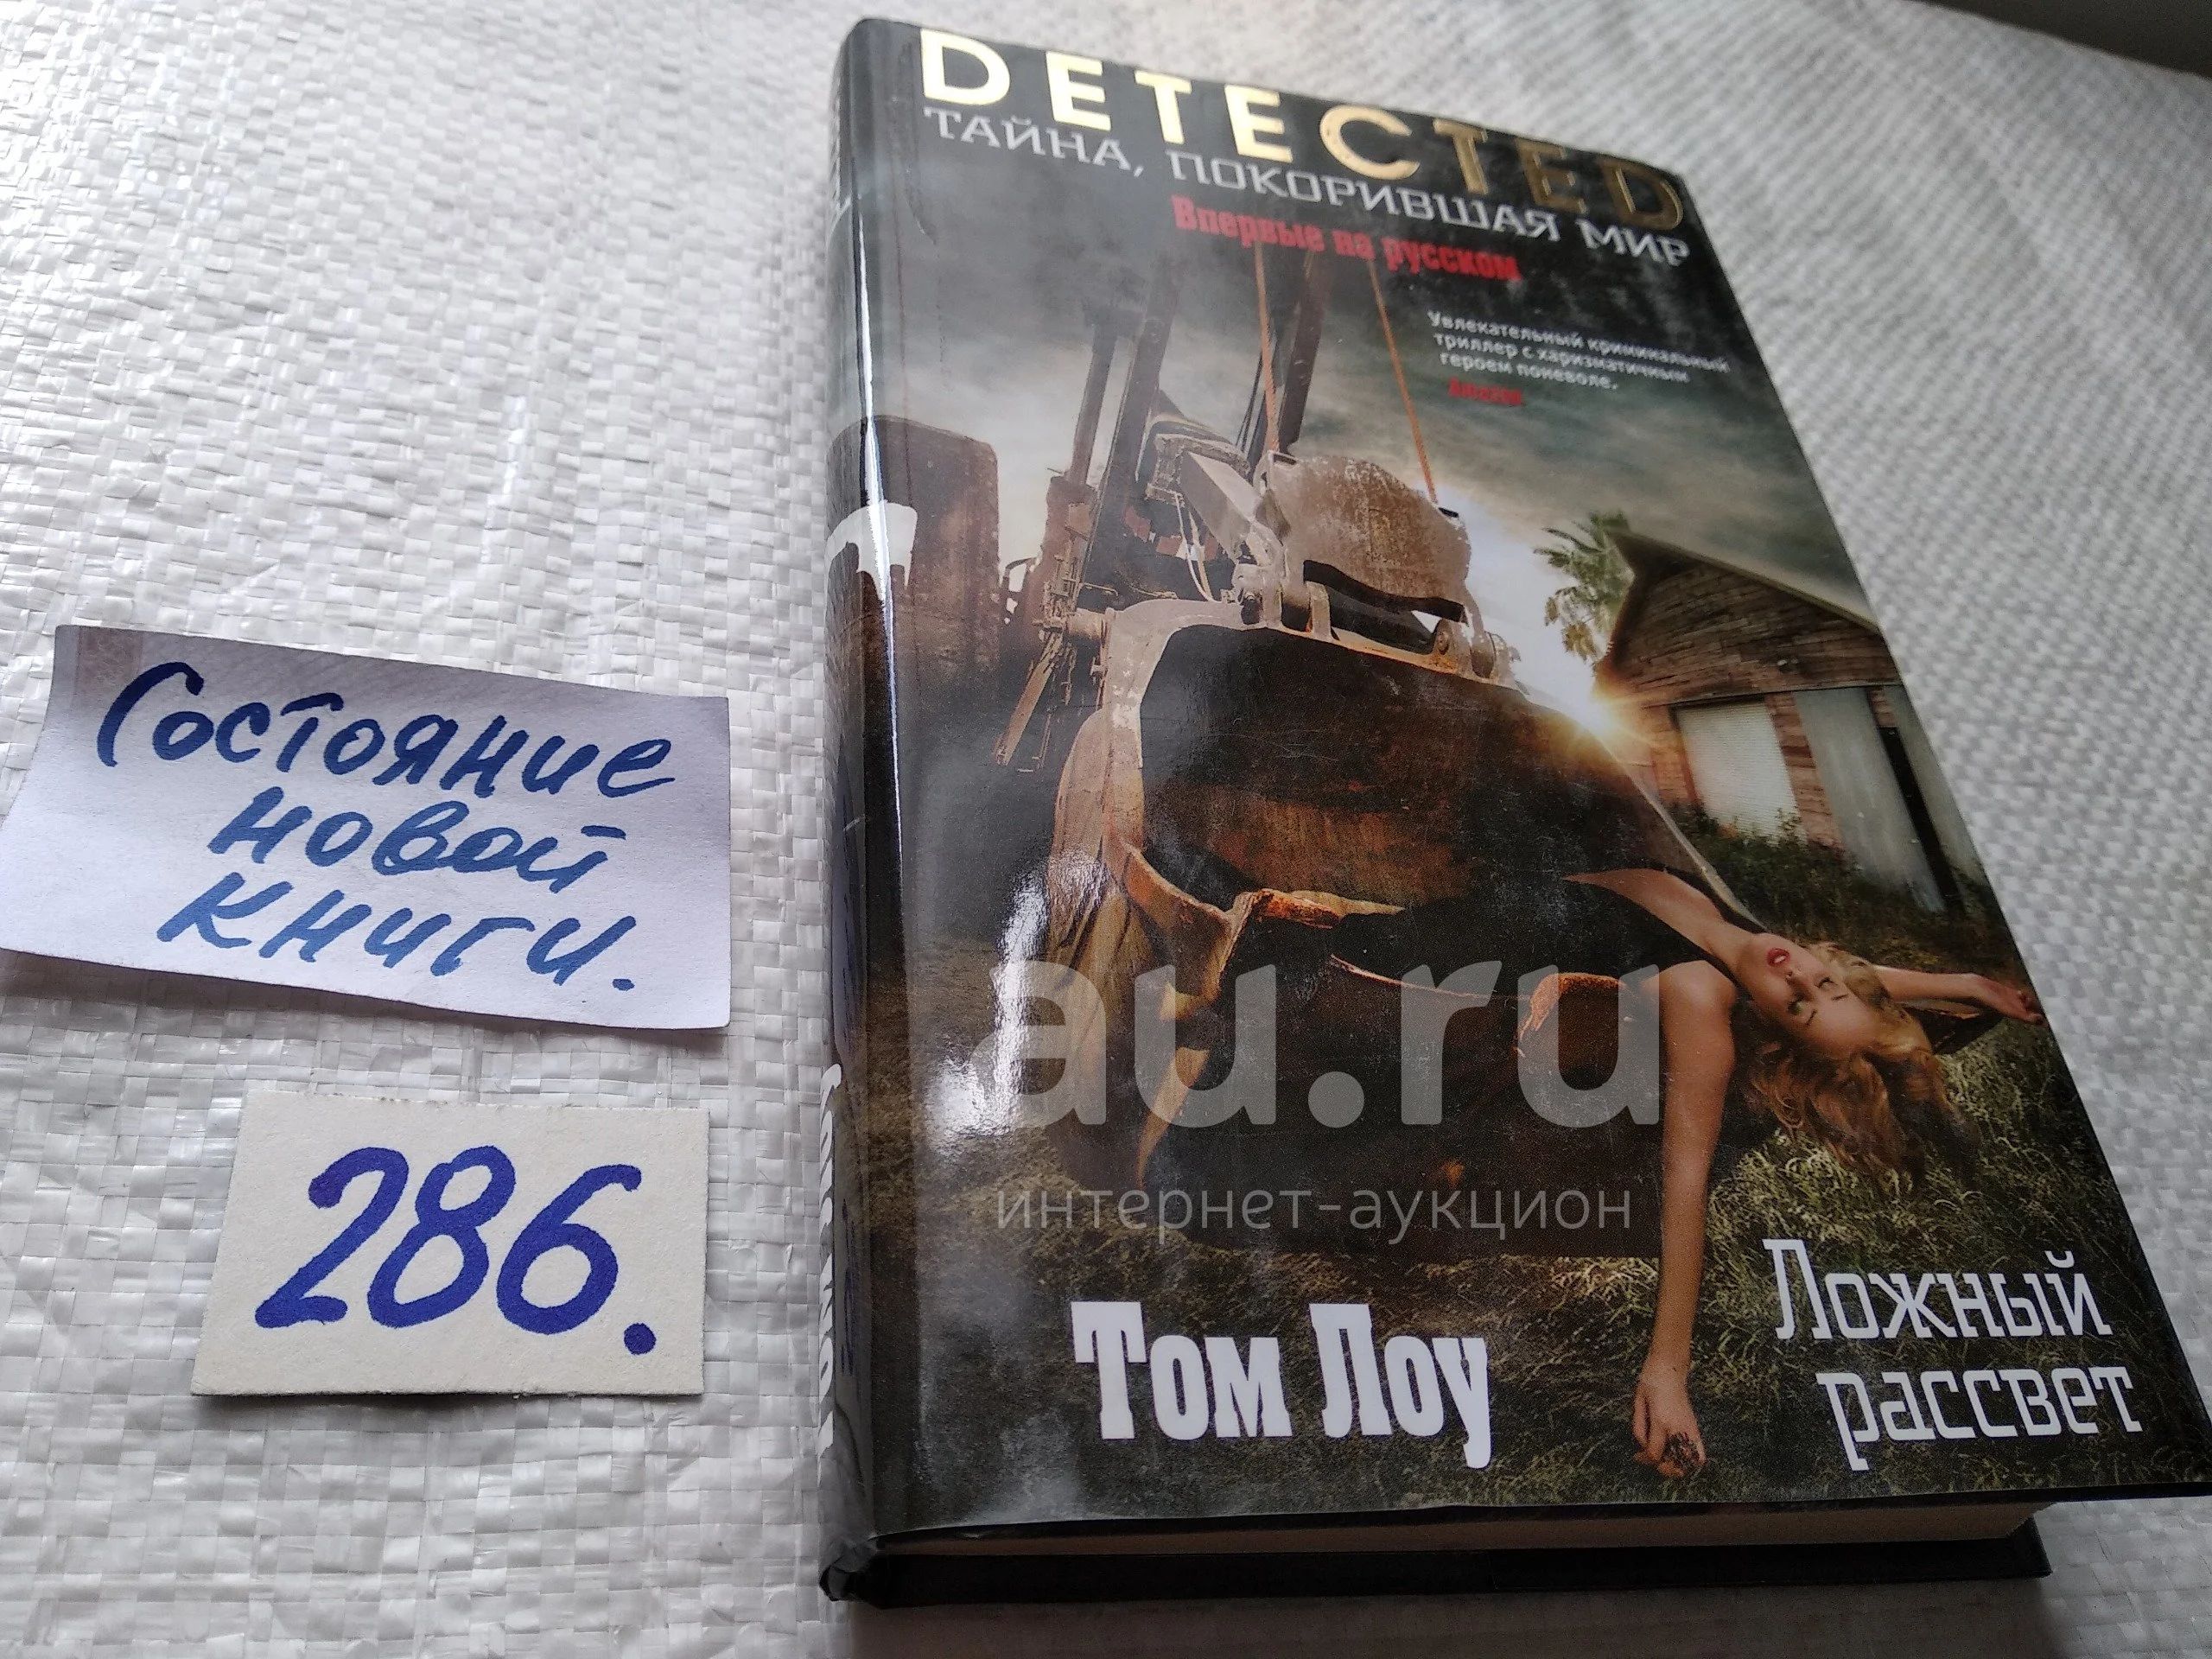 DETECTED
ТАЙНА, ПОКОРИВШАЯ МИР
Впервые на русском
Увлекательный криминальный
триллер с харизматичным
героем поневоле.
Состояние
новой
книги.
286.
au.ru
интернет-аукцион
Том Лоу
Ложный
рассвет